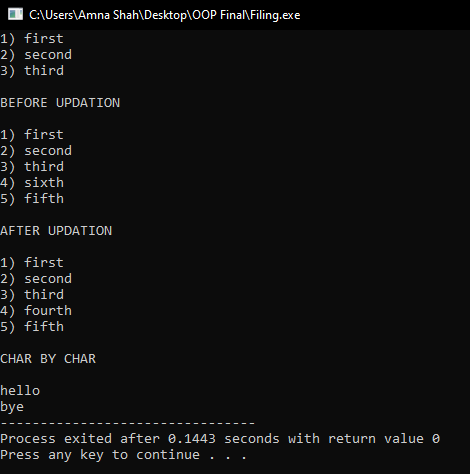 C:\Users\Amna Shah\Desktop\OOP Final\Filing.exe
1) first
2) second
3) third
BEFORE UPDATION
1) first
2) second
3) third
4) sixth
5) fifth
AFTER UPDATION
1) first
2) second
3) third
4) fourth
5) fifth
CHAR BY CHAR
hello
bye
--------------------------------
Process exited after 0.1443 seconds with return value 0
Press any key to continue . . .